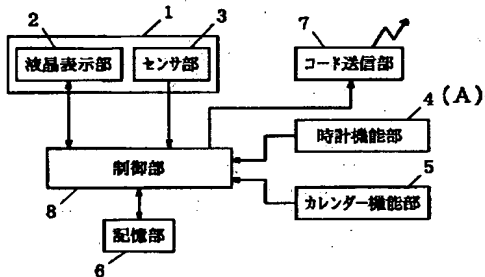 1
2
3
液晶表示部
センサ部
7
コード送信部
4 (A)
時計機能部
制御部
8
5
カレンダー機能部
記憶部
6